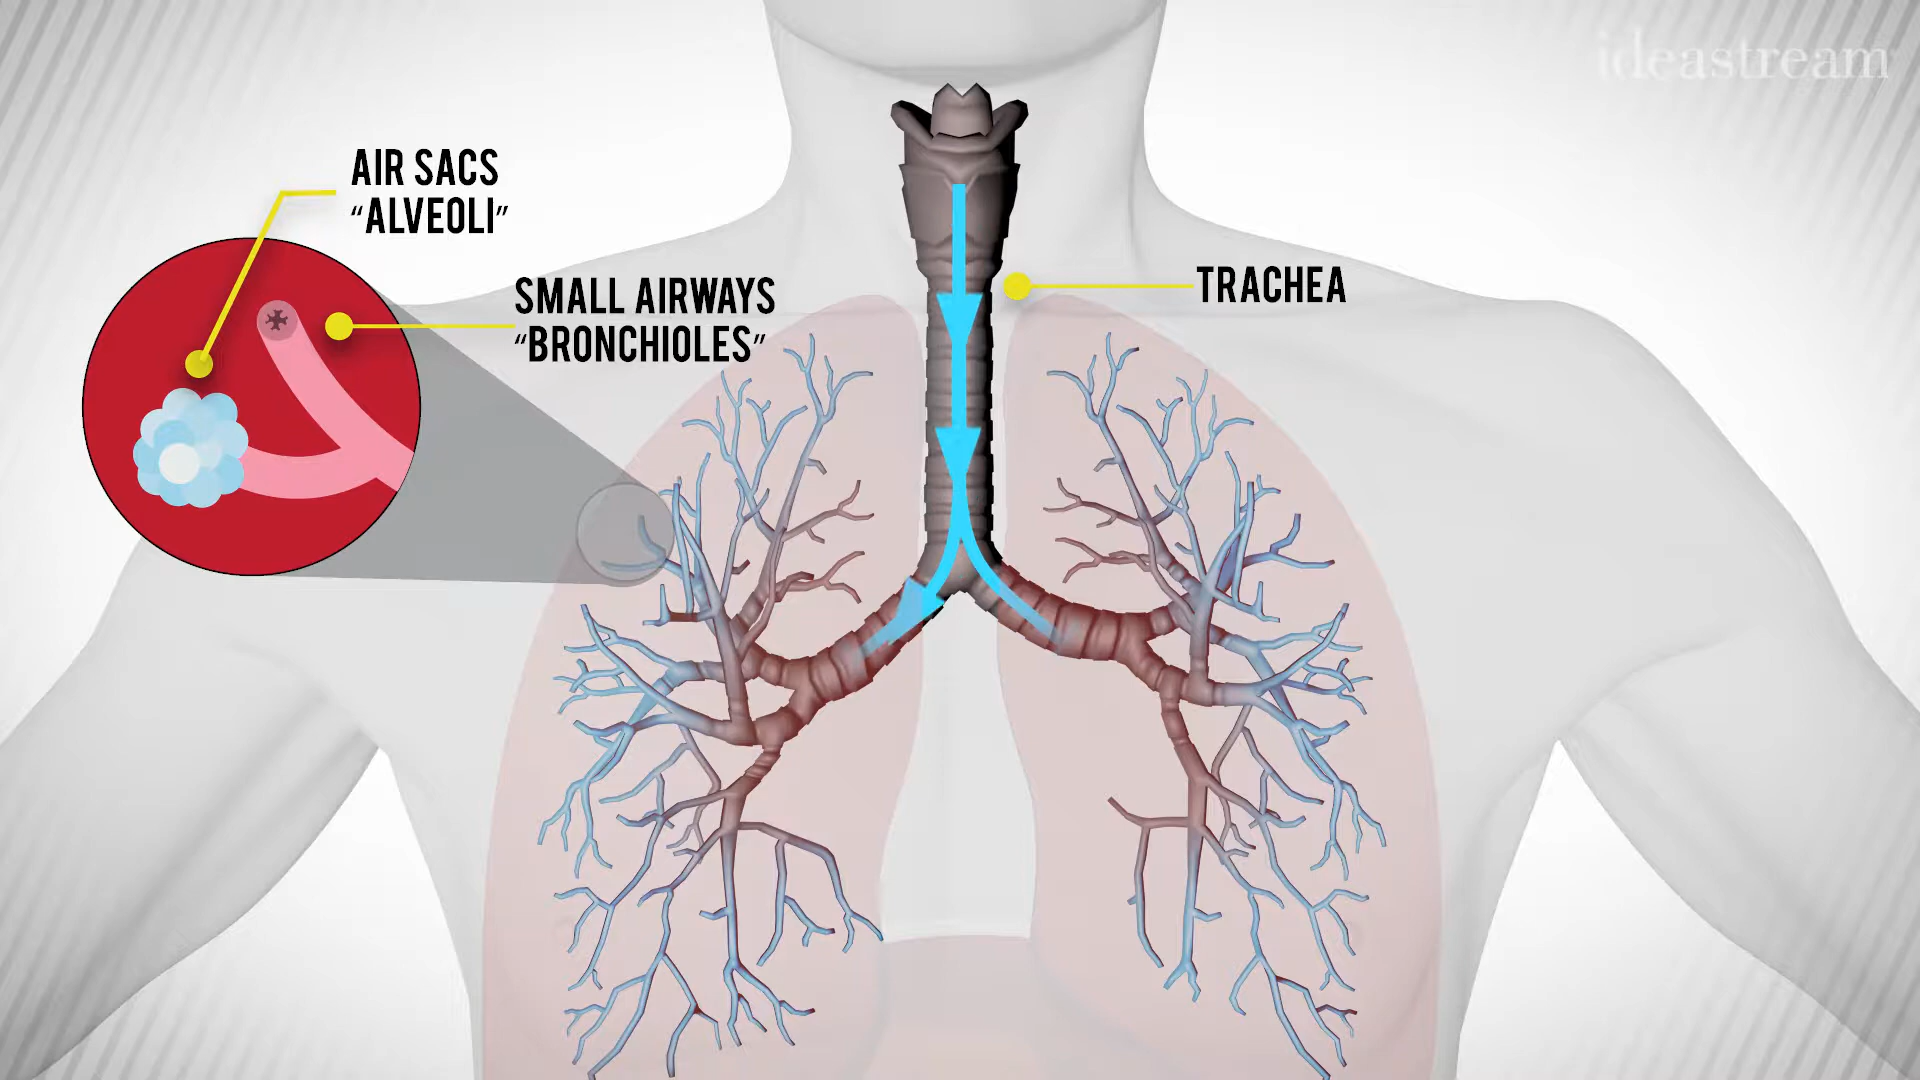 ideastream
AIR SACS
“ALVEOLI”
SMALL AIRWAYS
“BRONCHIOLES”
TRACHEA